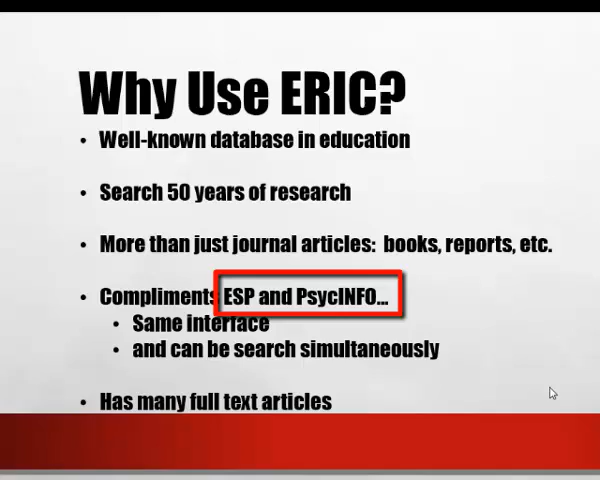 Why Use ERIC?
• Well-known database in education
• Search 50 years of research
• More than just journal articles: books, reports, etc.
• Compliments ESP and PsycINFO...
• Same interface
• and can be search simultaneously
• Has many full text articles